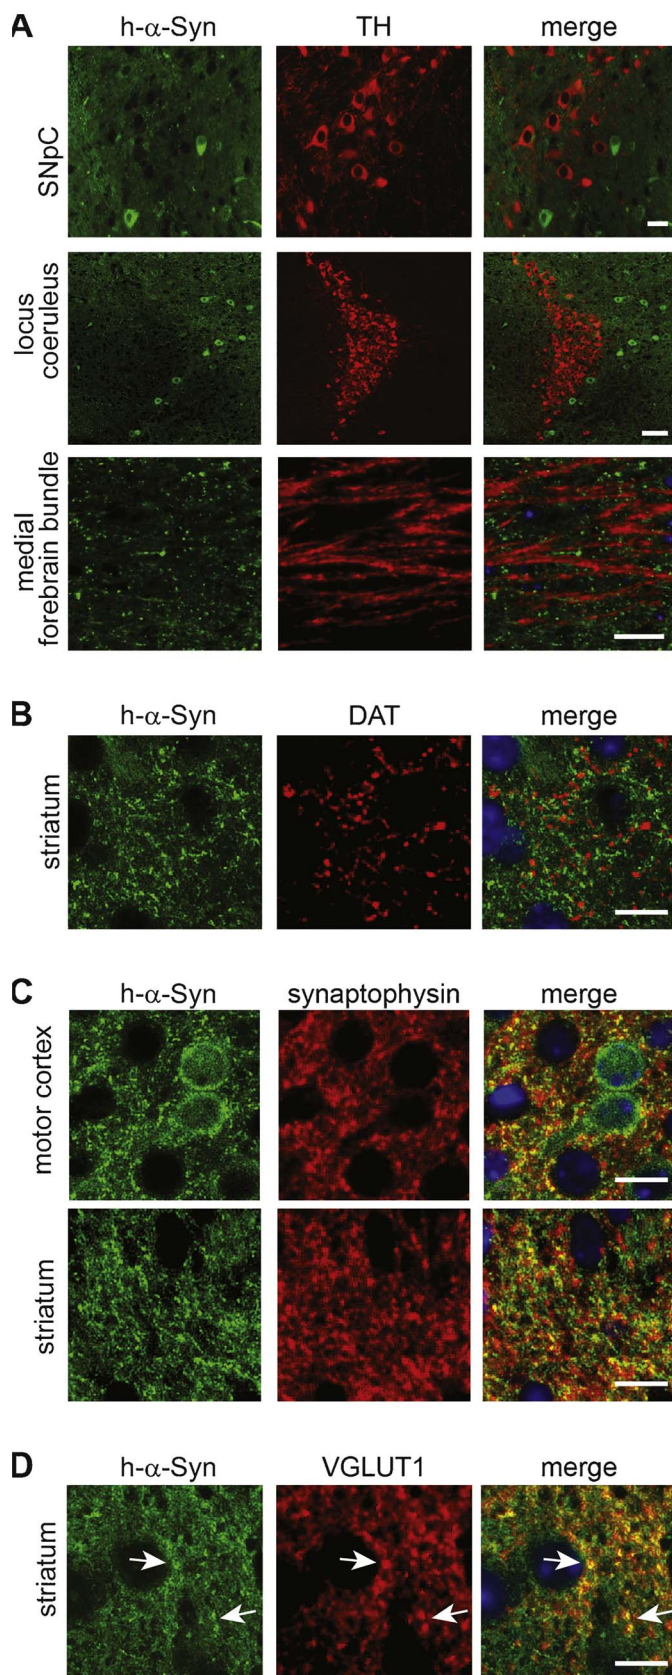 A
h-α-Syn TH merge
SNpC
locus
coeruleus
medial
forebrain bundle
B
h-α-Syn DAT merge
striatum
C
h-α-Syn synaptophysin merge
motor cortex
striatum
D
h-α-Syn VGLUT1 merge
striatum